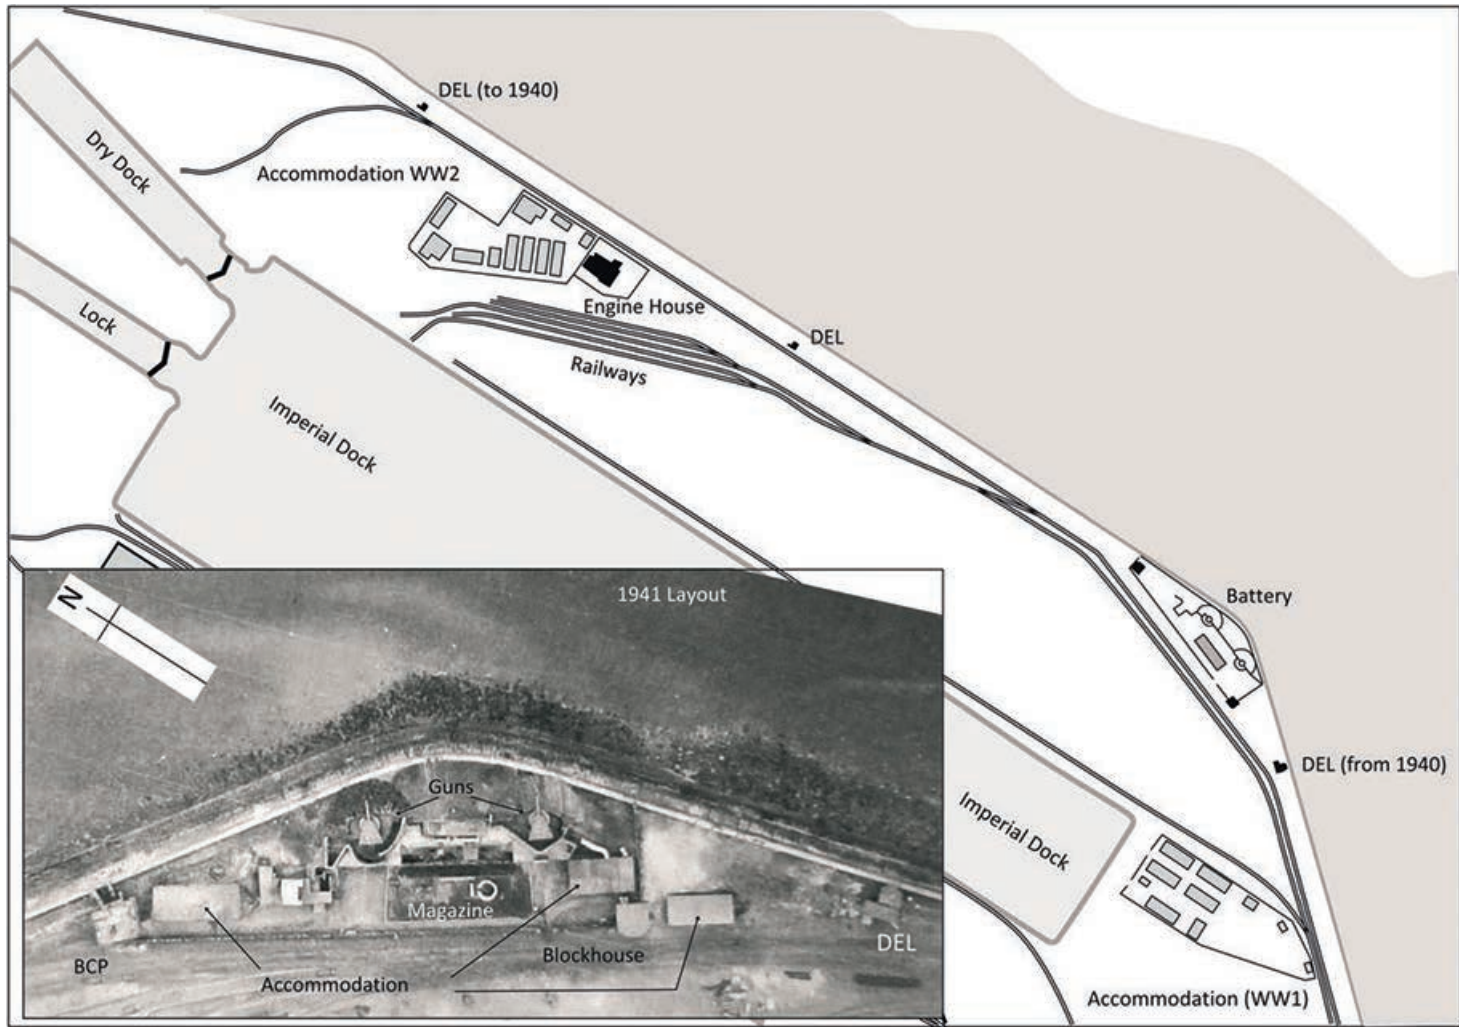 DEL (to 1940)
Dry Dock
Accommodation WW2
Lock
Engine House
DEL
Railways
Imperial Dock
Battery
DEL (from 1940)
Imperial Dock
Accommodation (WW1)
N
1941 Layout
Guns
Magazine
Blockhouse
DEL
BCP
Accommodation